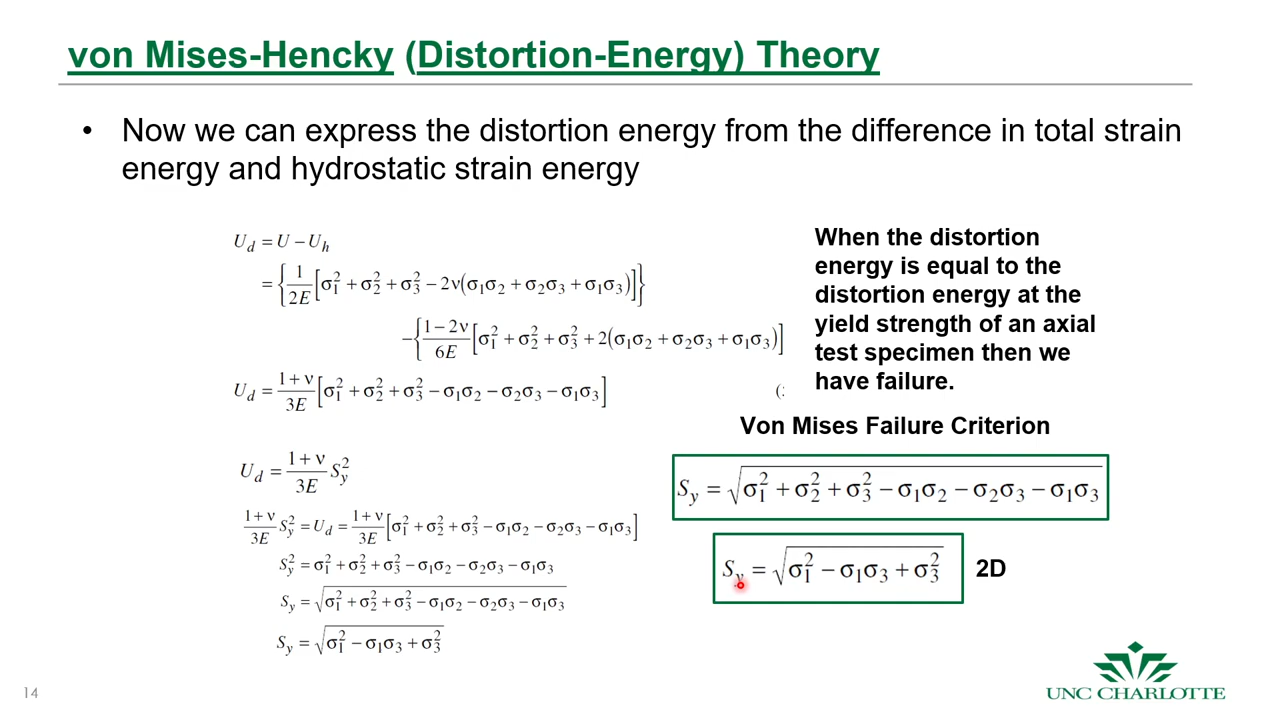 von Mises-Hencky (Distortion-Energy) Theory
• Now we can express the distortion energy from the difference in total strain
energy and hydrostatic strain energy
U_d = U − U_h
= {1/2E [σ₁² + σ₂² + σ₃² − 2ν(σ₁σ₂ + σ₂σ₃ + σ₁σ₃)]}
−{1 − 2ν/6E [σ₁² + σ₂² + σ₃² + 2(σ₁σ₂ + σ₂σ₃ + σ₁σ₃)]
U_d = 1 + ν/3E [σ₁² + σ₂² + σ₃² − σ₁σ₂ − σ₂σ₃ − σ₁σ₃]
U_d = 1 + ν/3E S_y²
1 + ν/3E S_y² = U_d = 1 + ν/3E [σ₁² + σ₂² + σ₃² − σ₁σ₂ − σ₂σ₃ − σ₁σ₃]
S_y² = σ₁² + σ₂² + σ₃² − σ₁σ₂ − σ₂σ₃ − σ₁σ₃
S_y = √(σ₁² + σ₂² + σ₃² − σ₁σ₂ − σ₂σ₃ − σ₁σ₃)
S_y = √(σ₁² − σ₁σ₃ + σ₃²)
When the distortion
energy is equal to the
distortion energy at the
yield strength of an axial
test specimen then we
have failure.
Von Mises Failure Criterion
S_y = √(σ₁² + σ₂² + σ₃² − σ₁σ₂ − σ₂σ₃ − σ₁σ₃)
S_y = √(σ₁² − σ₁σ₃ + σ₃²) 2D
14
UNC CHARLOTTE